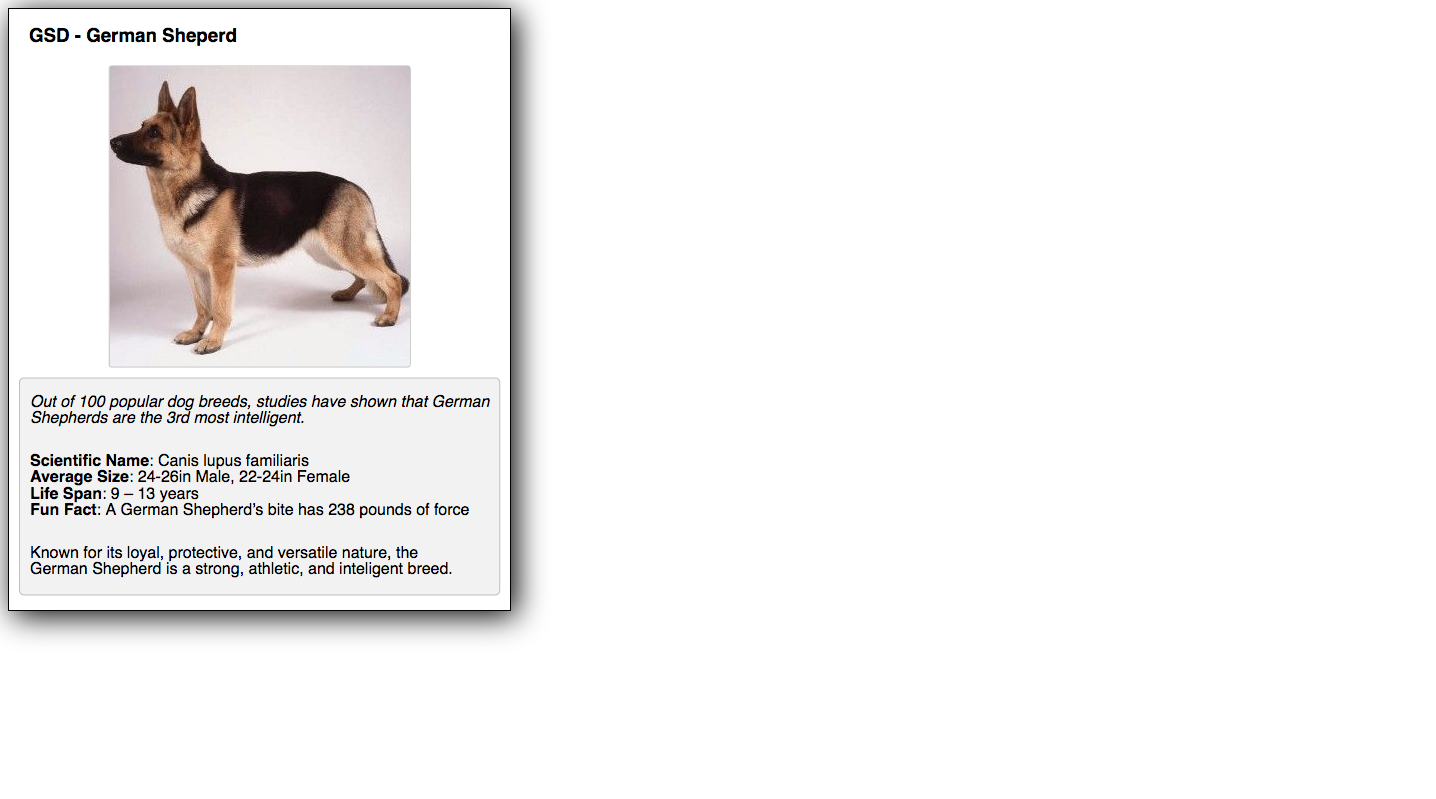 GSD - German Sheperd
Out of 100 popular dog breeds, studies have shown that German
Shepherds are the 3rd most intelligent.
Scientific Name: Canis lupus familiaris
Average Size: 24-26in Male, 22-24in Female
Life Span: 9 – 13 years
Fun Fact: A German Shepherd’s bite has 238 pounds of force
Known for its loyal, protective, and versatile nature, the
German Shepherd is a strong, athletic, and inteligent breed.